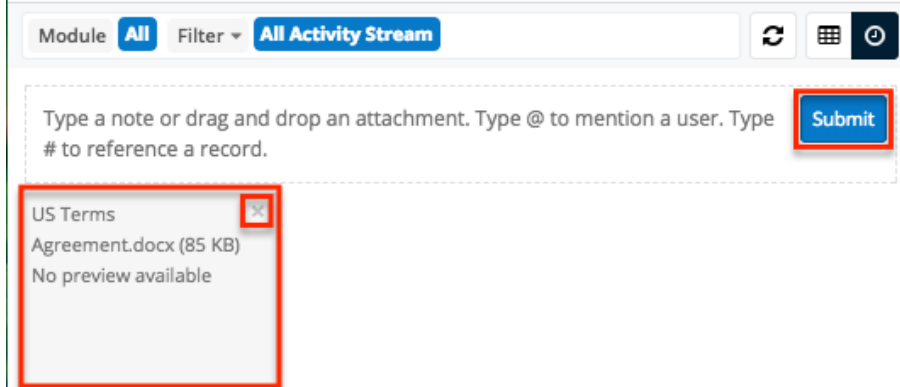 Module All Filter All Activity Stream
Type a note or drag and drop an attachment. Type @ to mention a user. Type
# to reference a record.
Submit
US Terms
Agreement.docx (85 KB)
No preview available